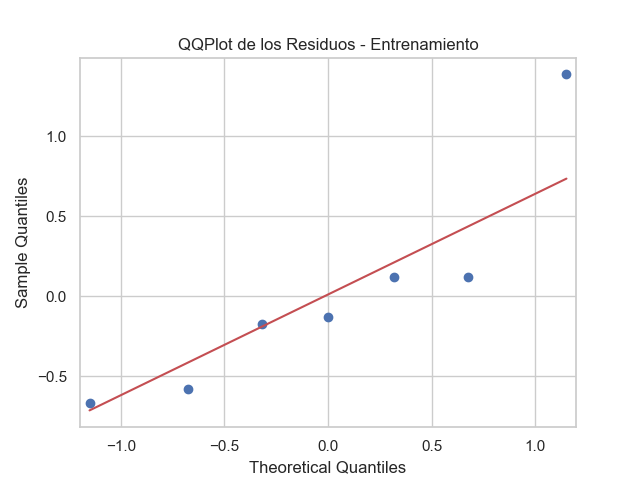 QQPlot de los Residuos - Entrenamiento
1.0
0.5
0.0
−0.5
Sample Quantiles
−1.0 −0.5 0.0 0.5 1.0
Theoretical Quantiles